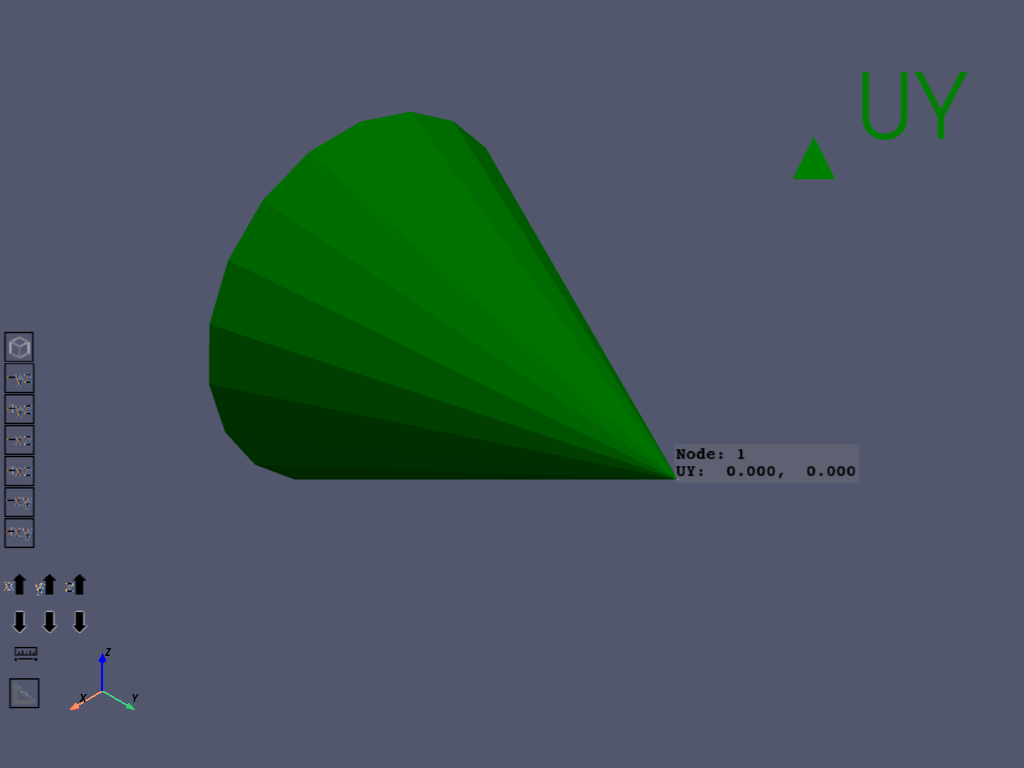 UY
Node: 1
UY:  0.000,  0.000
-yz
+yz
-xz
+xz
-xy
+xy
x y z
Z
X Y